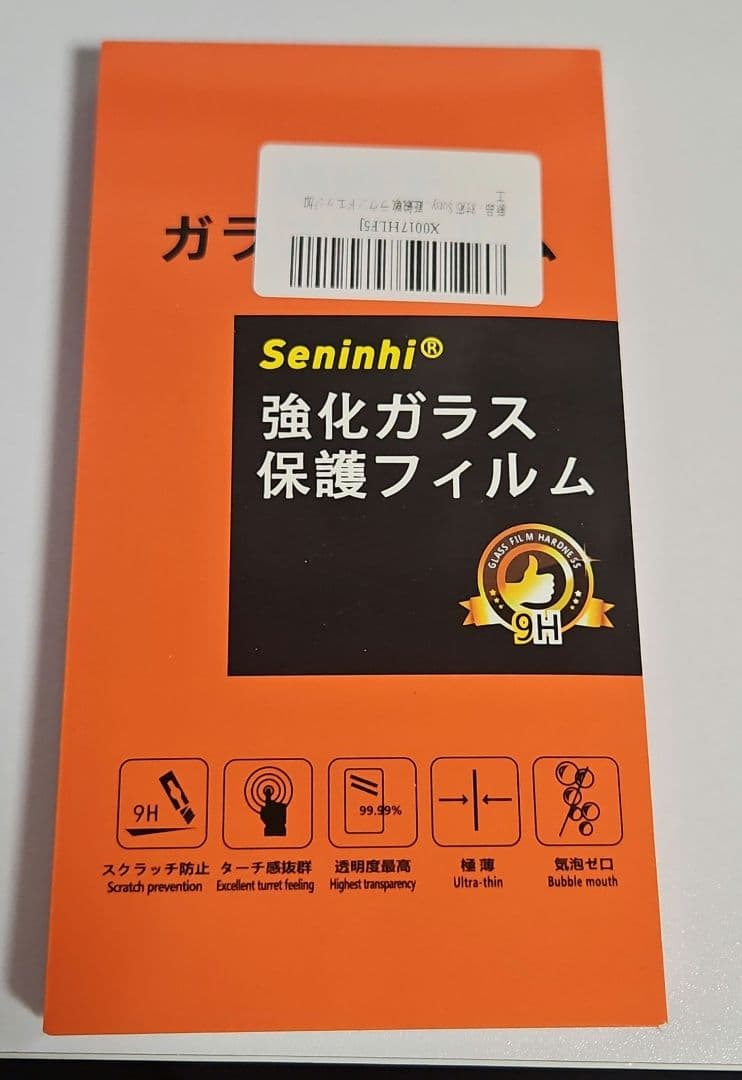 ガラ
ム
X0017HLF5J
Seninhi®
強化ガラス
保護フィルム
GLASS FILM HARDNESS
9H
9H
99.99%
スクラッチ防止 ターチ感抜群 透明度最高 極薄 気泡ゼロ
Scratch prevention Excellent turret feeling Highest transparency Ultra-thin Bubble mouth